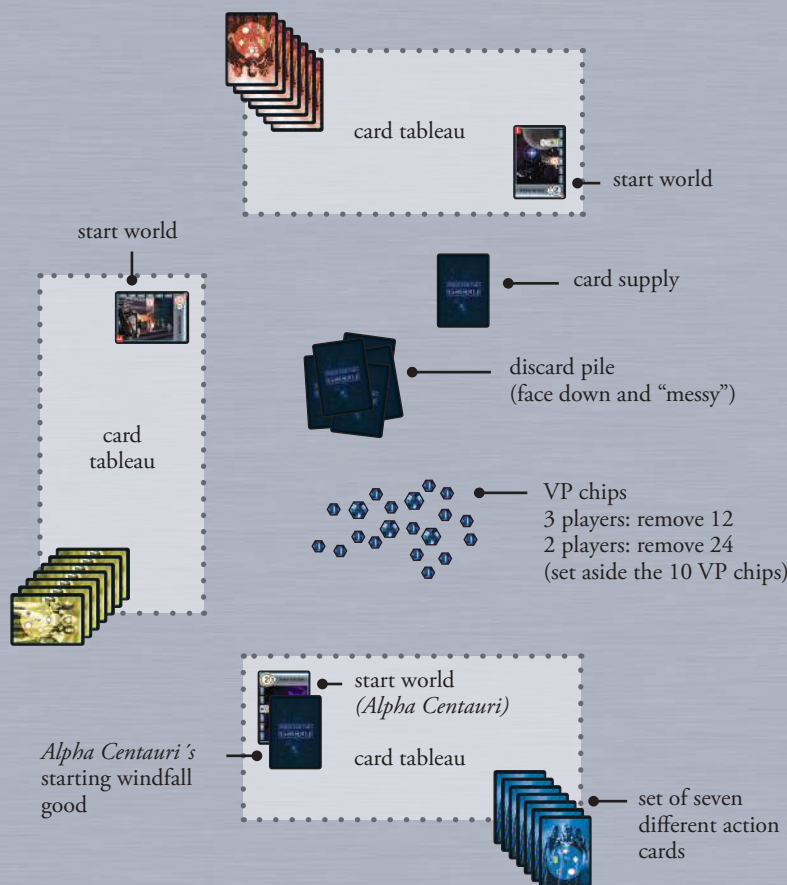 card tableau
start world
start world
card supply
discard pile
(face down and “messy”)
card
tableau
VP chips
3 players: remove 12
2 players: remove 24
(set aside the 10 VP chips)
start world
(Alpha Centauri)
Alpha Centauri´s
starting windfall
good
card tableau
set of seven
different action
cards